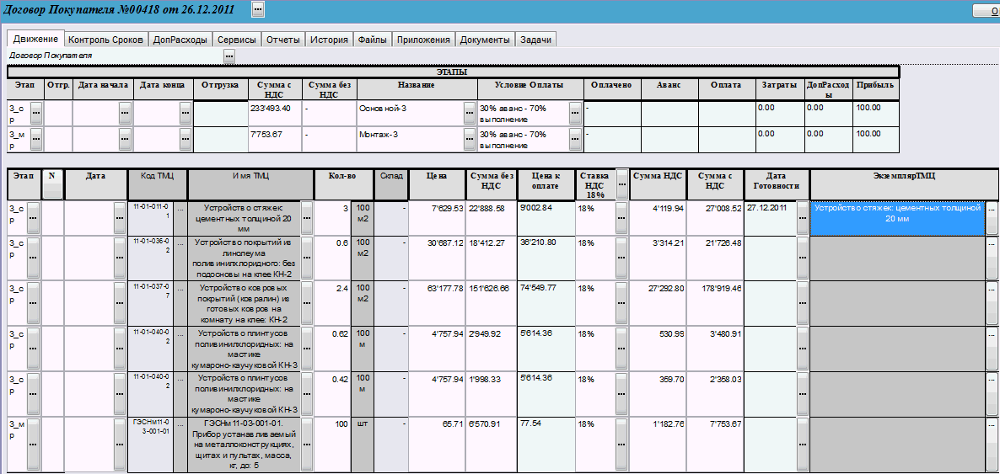 Договор Покупателя №00418 от 26.12.2011 ...
О
Движение Контроль Сроков ДопРасходы Сервисы Отчеты История Файлы Приложения Документы Задачи
Договор Покупателя ...
ЭТАПЫ
Этап Отгр. Дата начала Дата конца Отгрузка Сумма с НДС Сумма без НДС Название Условие Оплаты Оплачено Аванс Оплата Затраты ДопРасходы Прибыль
3_ср ... ... ... 233'493.40 - Основной-3 ... 30% аванс - 70% выполнение ... - 0.00 0.00 100.00
3_мр ... ... ... 7'753.67 - Монтаж-3 ... 30% аванс - 70% выполнение ... - 0.00 0.00 100.00
Этап N Дата Код ТМЦ Имя ТМЦ Кол-во Склад Цена Сумма без НДС Цена к оплате Ставка НДС 18% ... Сумма НДС Сумма с НДС Дата Готовности ЭкземплярТМЦ
3_ср ... ... 11-01-011-01 ... Устройство стяжек: цементных толщиной 20 мм ... 3 100 м2 - 7'629.53 22'888.58 9'002.84 18% 4'119.94 27'008.52 27.12.2011 ... Устройство стяжек: цементных толщиной 20 мм ...
3_ср ... ... 11-01-036-02 ... Устройство покрытий из линолеума поливинилхлоридного: без подосновы на клее КН-2 ... 0.6 100 м2 - 30'687.12 18'412.27 36'210.80 18% 3'314.21 21'726.48 ... ...
3_ср ... ... 11-01-037-07 ... Устройство ковровых покрытий (ковралин) из готовых ковров на комнату на клее: КН-2 ... 2.4 100 м2 - 63'177.78 151'626.66 74'549.77 18% 27'292.80 178'919.46 ... ...
3_ср ... ... 11-01-040-02 ... Устройство плинтусов поливинилхлоридных: на мастике кумароно-каучуковой КН-3 ... 0.62 100 м - 4'757.94 2'949.92 5'614.36 18% 530.99 3'480.91 ... ...
3_ср ... ... 11-01-040-02 ... Устройство плинтусов поливинилхлоридных: на мастике кумароно-каучуковой КН-3 ... 0.42 100 м - 4'757.94 1'998.33 5'614.36 18% 359.70 2'358.03 ... ...
3_мр ... ... ГЭСНм11-03-001-01 ... ГЭСНм11-03-001-01. Прибор устанавливаемый на металлоконструкциях, щитах и пультах, масса, кг, до: 5 ... 100 шт - 65.71 6'570.91 77.54 18% 1'182.76 7'753.67 ... ...